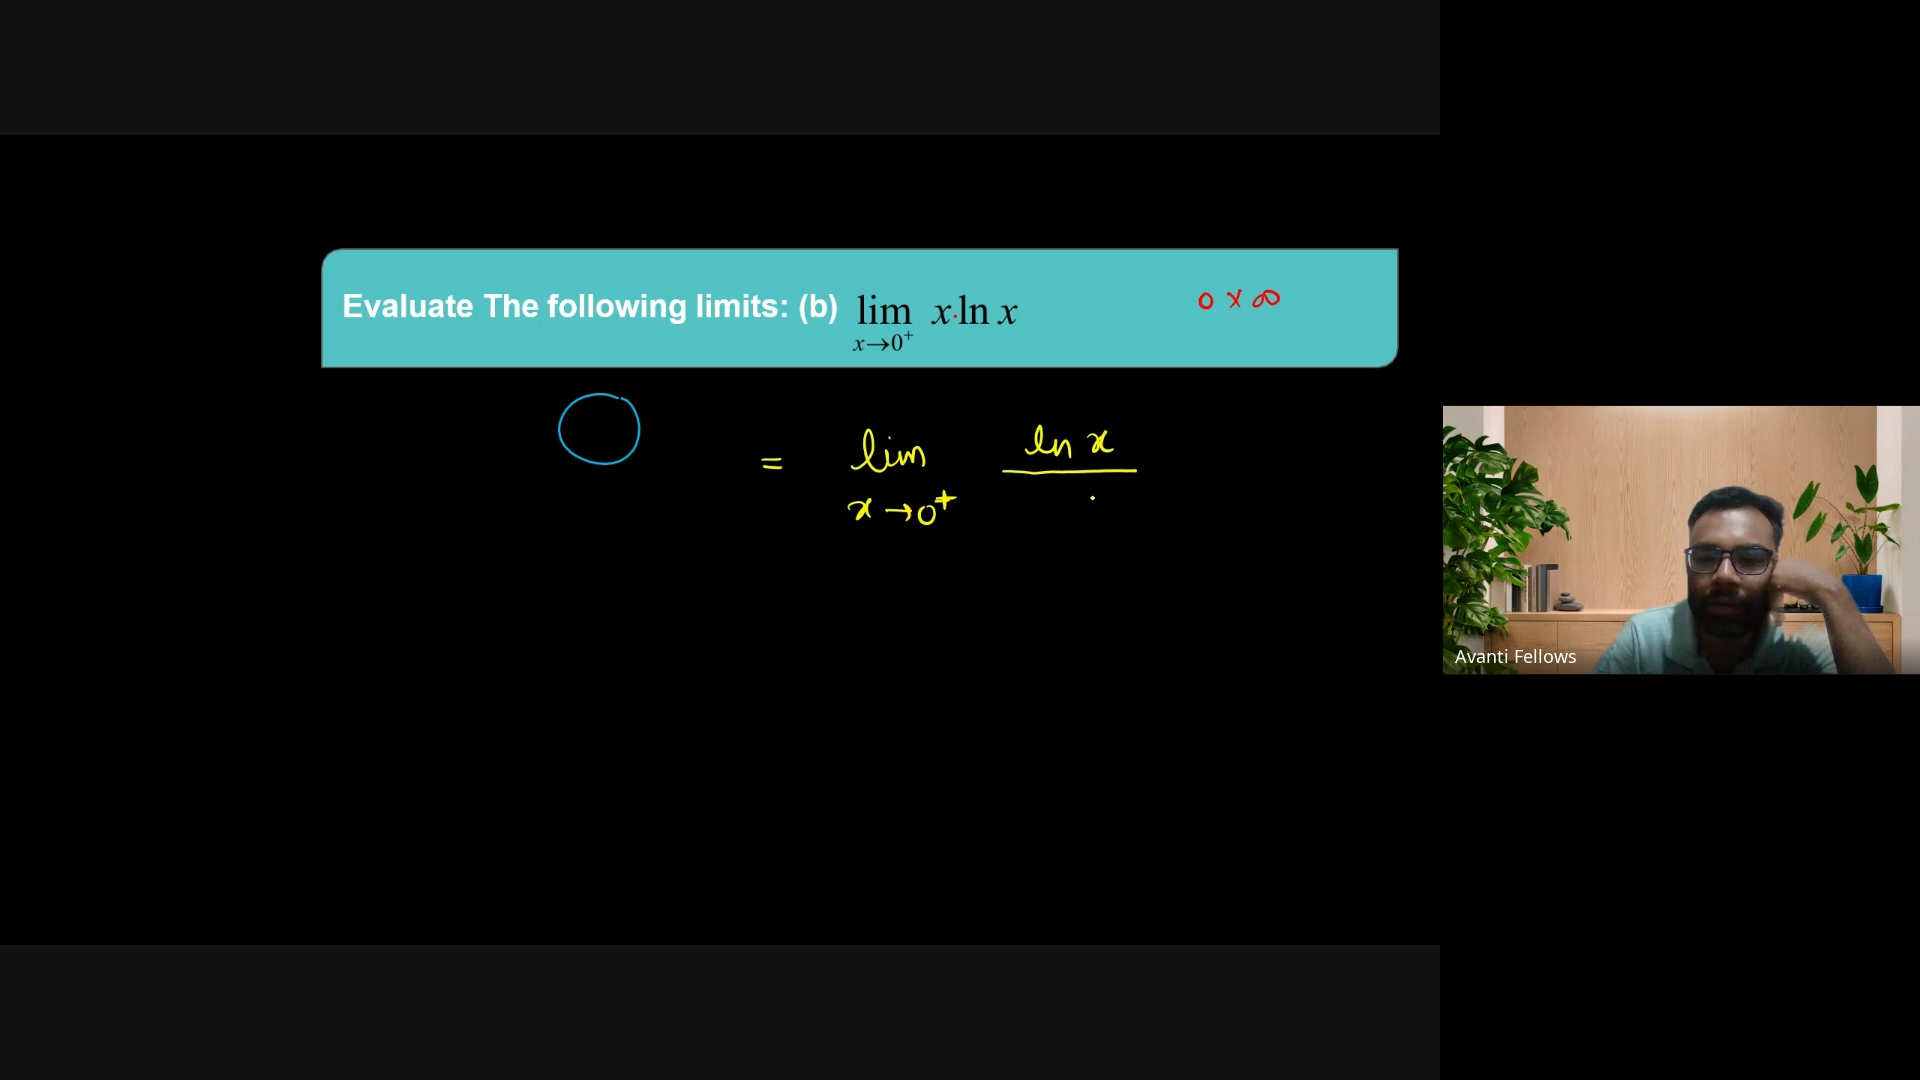 Evaluate The following limits: (b) lim x→0⁺ x·ln x 0 × ∞
= lim x→0⁺ ln x
Avanti Fellows